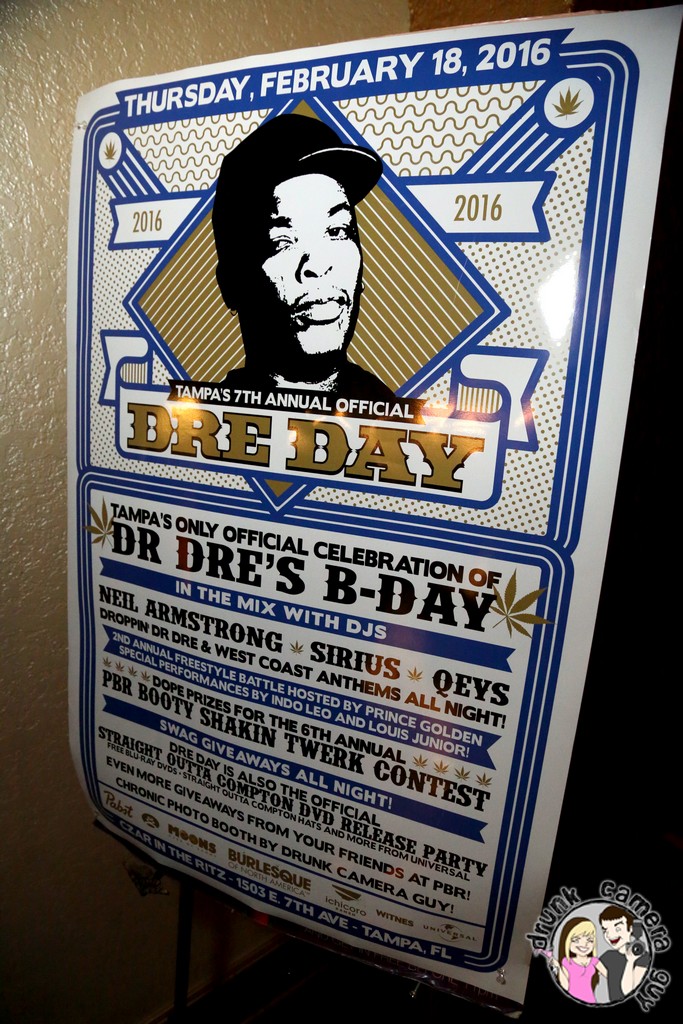 THURSDAY, FEBRUARY 18, 2016
2016
2016
TAMPA'S 7TH ANNUAL OFFICIAL
DRE DAY
TAMPA'S ONLY OFFICIAL CELEBRATION OF
DR DRE'S B-DAY
IN THE MIX WITH DJS
NEIL ARMSTRONG SIRIUS QEYS
DROPPIN' DR DRE & WEST COAST ANTHEMS ALL NIGHT!
2ND ANNUAL FREESTYLE BATTLE HOSTED BY PRINCE GOLDEN
SPECIAL PERFORMANCES BY INDO LEO AND LOUIS JUNIOR!
DOPE PRIZES FOR THE 6TH ANNUAL
PBR BOOTY SHAKIN TWERK CONTEST
SWAG GIVEAWAYS ALL NIGHT!
DRE DAY IS ALSO THE OFFICIAL
STRAIGHT OUTTA COMPTON DVD RELEASE PARTY
FREE BLU-RAY DVDS • STRAIGHT OUTTA COMPTON HATS AND MORE FROM UNIVERSAL
EVEN MORE GIVEAWAYS FROM YOUR FRIENDS AT PBR!
CHRONIC PHOTO BOOTH BY DRUNK CAMERA GUY!
Pabst MOONS BURLESQUE OF NORTH AMERICA ichicoro WITNES UNIVERSAL
CZAR IN THE RITZ - 1503 E. 7TH AVE - TAMPA, FL
drunk camera guy